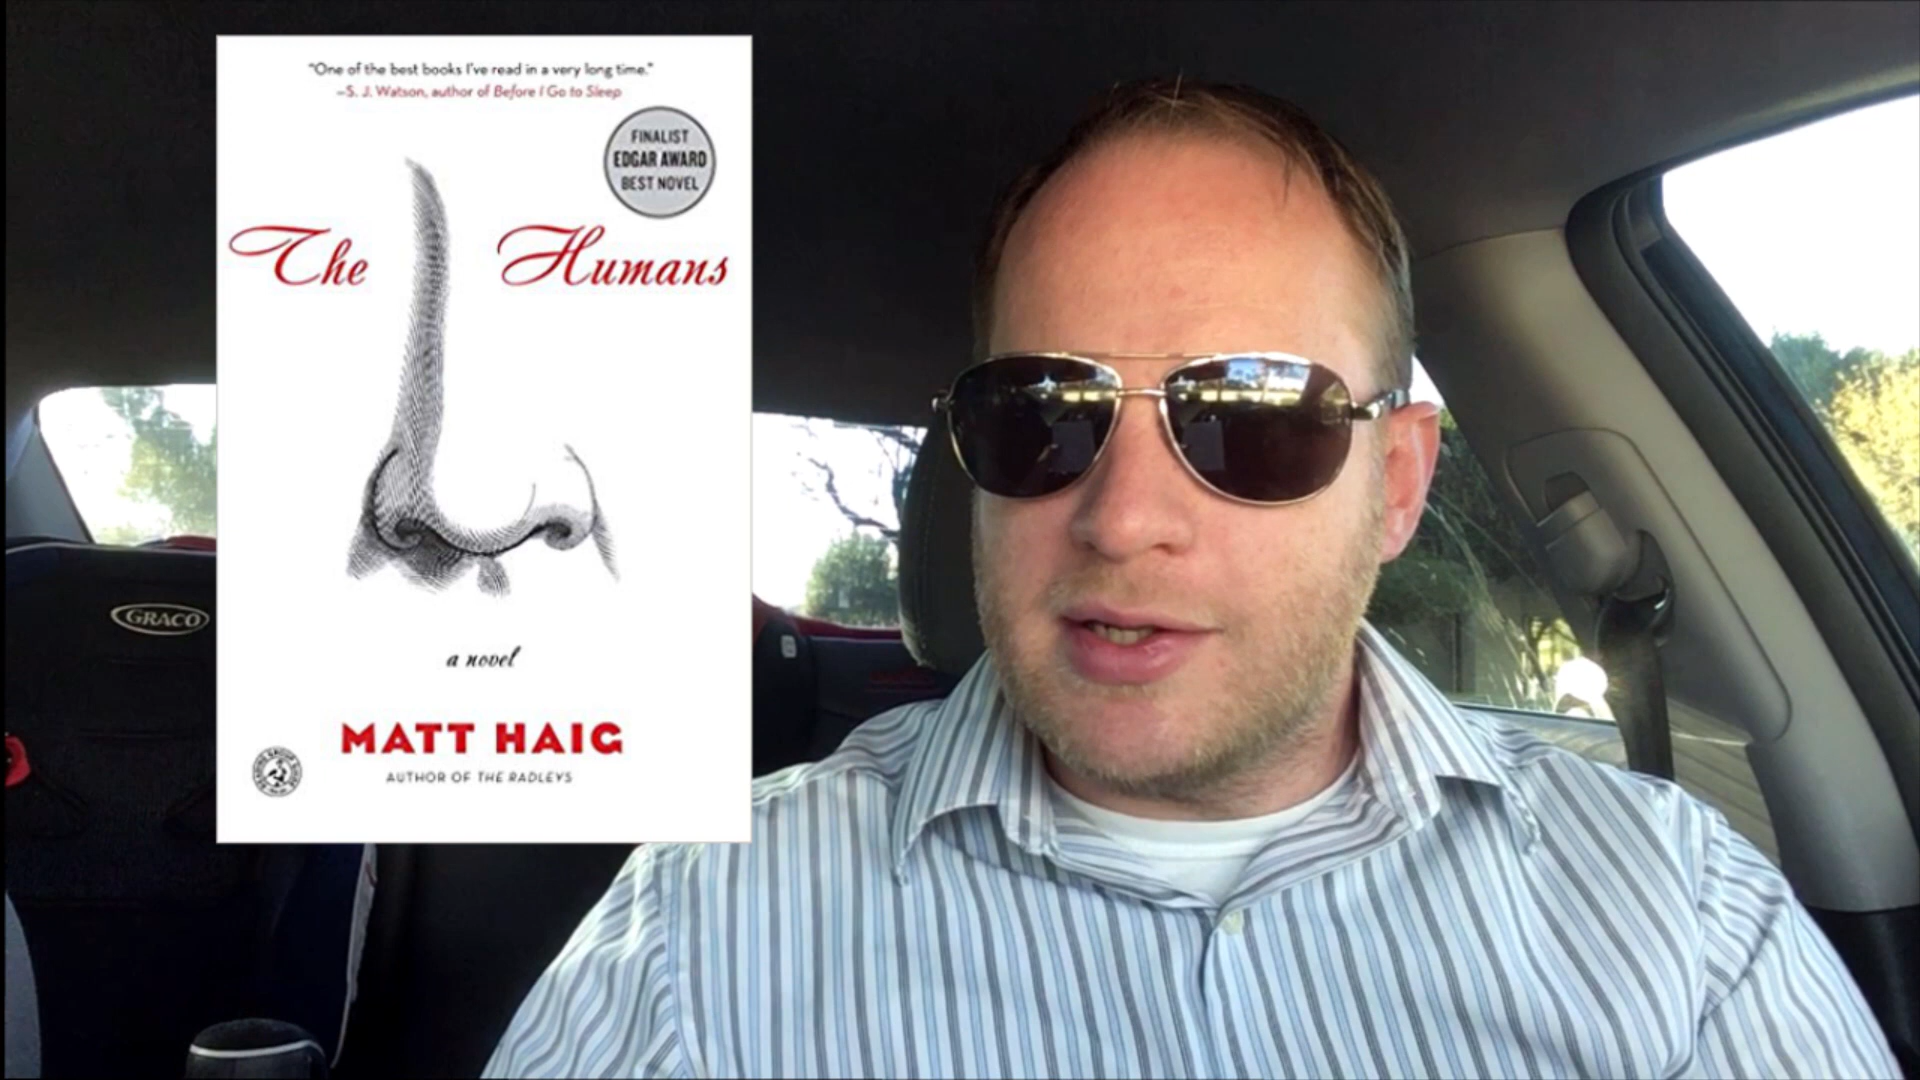 "One of the best books I've read in a very long time."
–S. J. Watson, author of Before I Go to Sleep
FINALIST
EDGAR AWARD
BEST NOVEL
The Humans
a novel
MATT HAIG
AUTHOR OF THE RADLEYS
GRACO